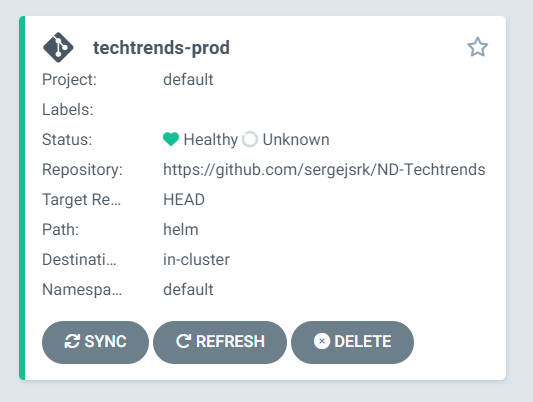 techtrends-prod
Project: default
Labels:
Status: Healthy Unknown
Repository: https://github.com/sergejsrk/ND-Techtrends
Target Re... HEAD
Path: helm
Destinati... in-cluster
Namespa... default
SYNC REFRESH DELETE